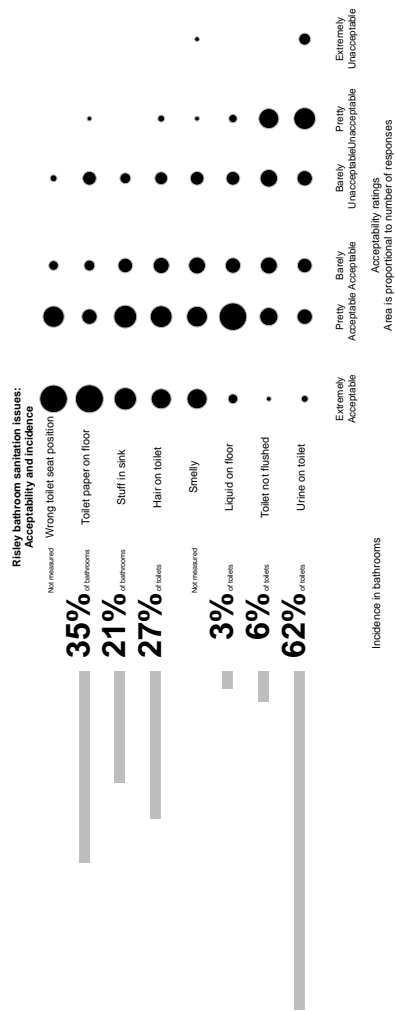 Risley bathroom sanitation issues:
Acceptability and incidence
Not measured Wrong toilet seat position
35% of bathrooms Toilet paper on floor
21% of bathrooms Stuff in sink
27% of toilets Hair on toilet
Not measured Smelly
3% of toilets Liquid on floor
6% of toilets Toilet not flushed
62% of toilets Urine on toilet
Extremely
Acceptable
Pretty
Acceptable
Barely
Acceptable
Barely
Unacceptable
Pretty
Unacceptable
Extremely
Unacceptable
Incidence in bathrooms
Acceptability ratings
Area is proportional to number of responses